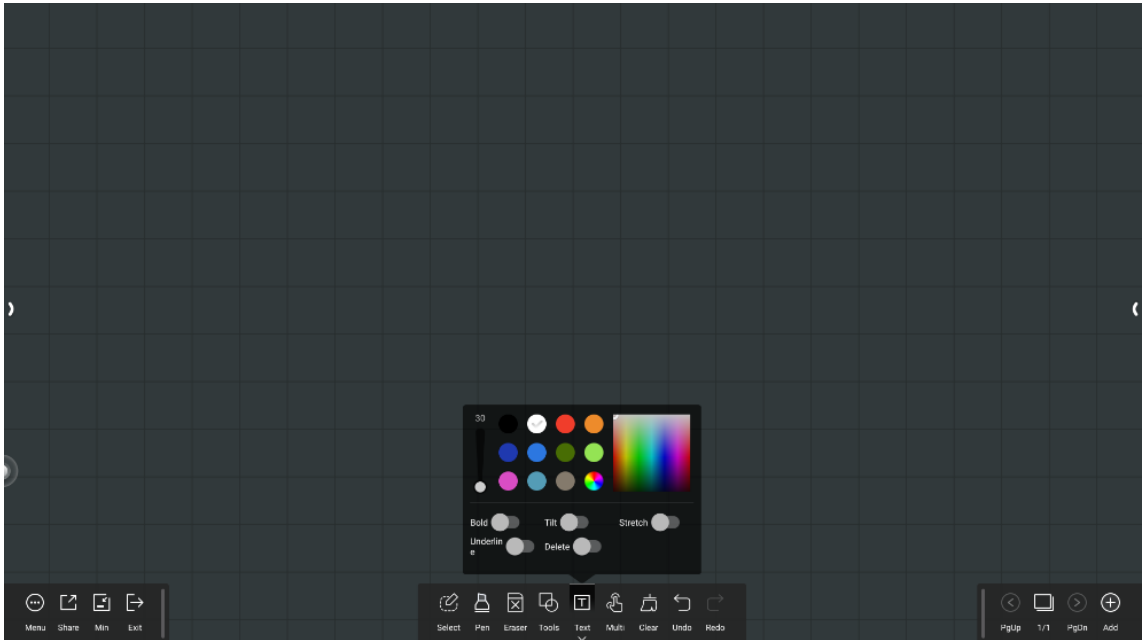 30
Bold Tilt Stretch
Underlin
e Delete
Menu Share Min Exit Select Pen Eraser Tools Text Multi Clear Undo Redo PgUp 1/1 PgDn Add